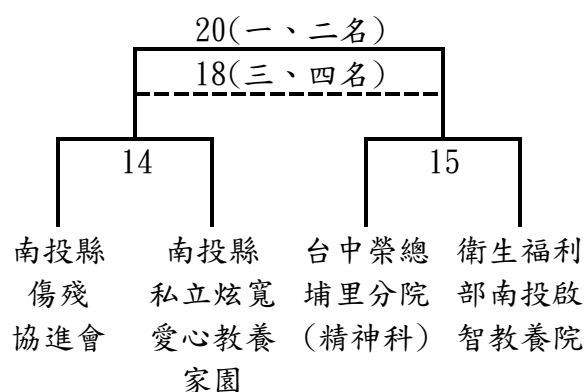 20(一、二名)
18(三、四名)
14
15
南投縣
傷殘
協進會
南投縣
私立炫寬
愛心教養
家園
台中榮總
埔里分院
(精神科)
衛生福利
部南投啟
智教養院